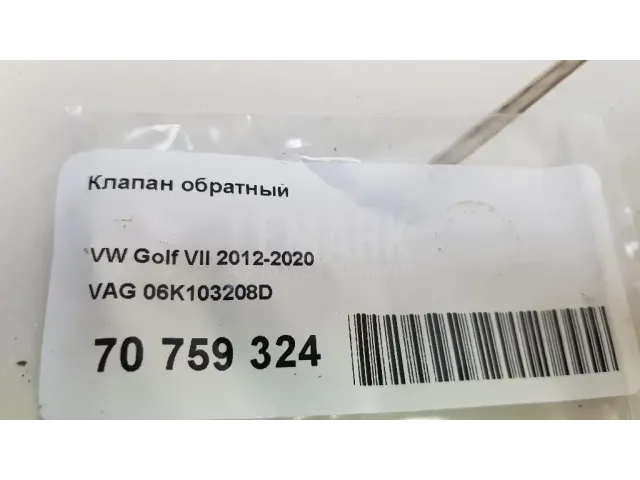 Клапан обратный
VW Golf VII 2012-2020
VAG 06K103208D
70 759 324